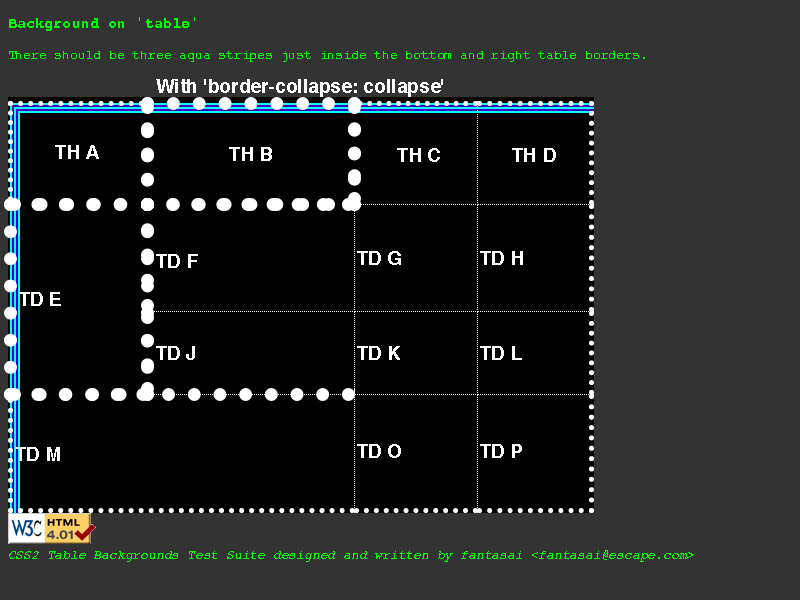 Background on 'table'
There should be three aqua stripes just inside the bottom and right table borders.
With 'border-collapse: collapse'
TH A TH B TH C TH D
TD E TD F TD G TD H
TD J TD K TD L
TD M TD O TD P
W3C HTML 4.01
CSS2 Table Backgrounds Test Suite designed and written by fantasai <fantasai@escape.com>